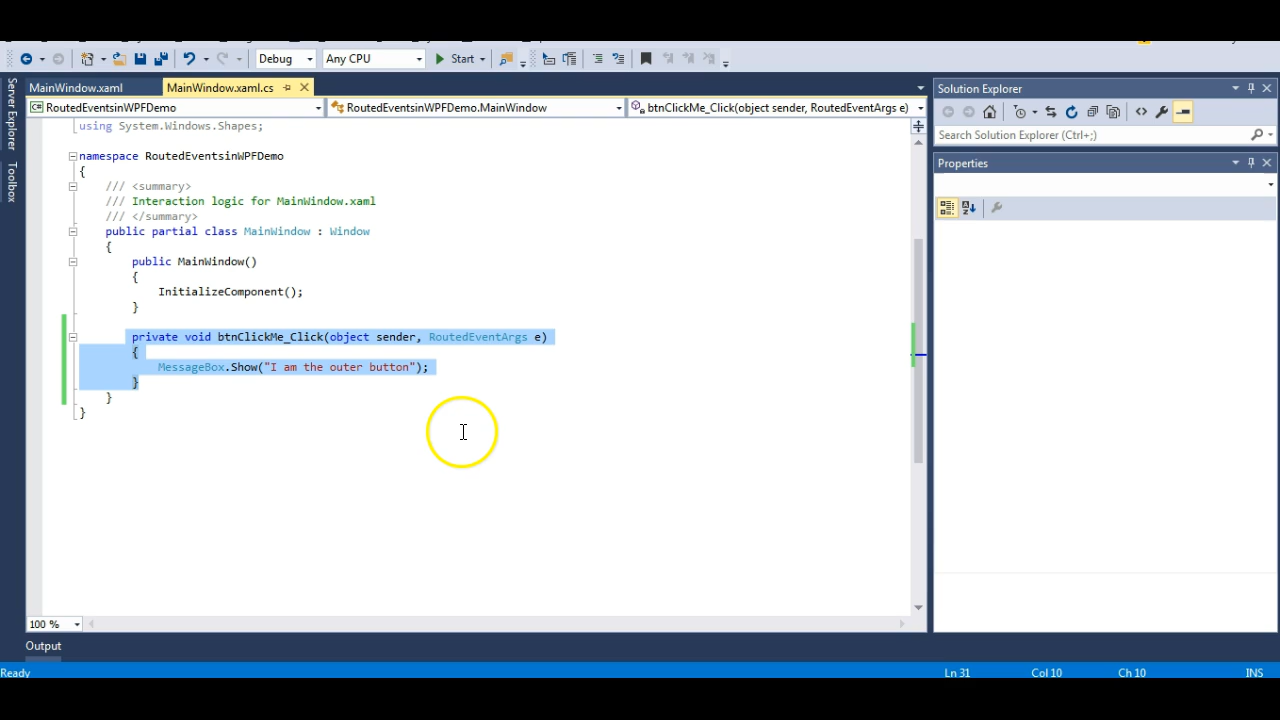 Debug Any CPU Start
Server Explorer
Toolbox
MainWindow.xaml MainWindow.xaml.cs
RoutedEventsinWPFDemo RoutedEventsinWPFDemo.MainWindow btnClickMe_Click(object sender, RoutedEventArgs e)
using System.Windows.Shapes;
namespace RoutedEventsinWPFDemo
{
/// <summary>
/// Interaction logic for MainWindow.xaml
/// </summary>
public partial class MainWindow : Window
{
public MainWindow()
{
InitializeComponent();
}
private void btnClickMe_Click(object sender, RoutedEventArgs e)
{
MessageBox.Show("I am the outer button");
}
}
}
100 %
Solution Explorer
Search Solution Explorer (Ctrl+;)
Properties
Output
Ready Ln 31 Col 10 Ch 10 INS